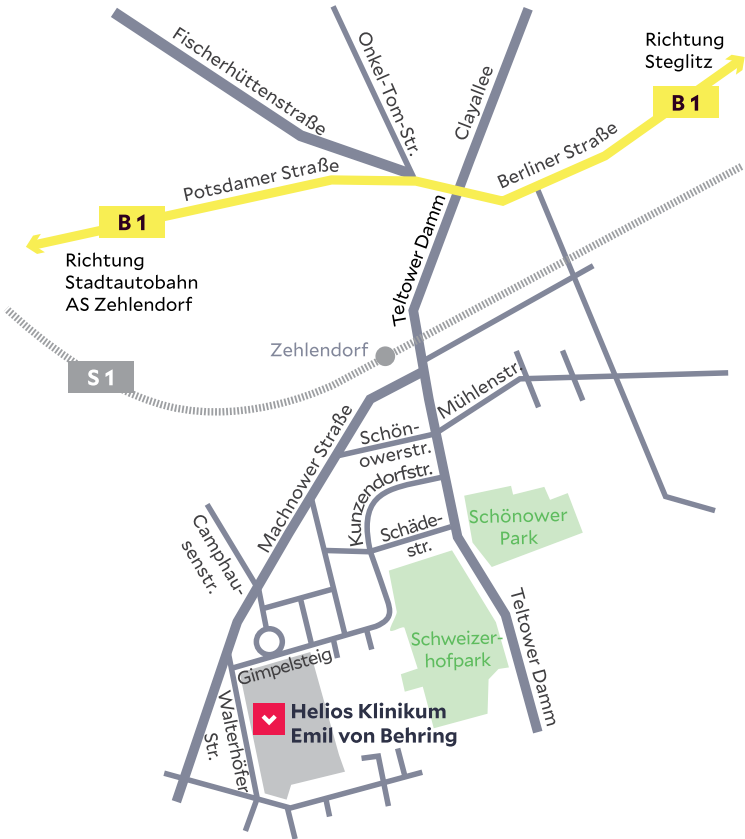 Fischerhüttenstraße
Onkel-Tom-Str.
Clayallee
Richtung
Steglitz
B 1
Potsdamer Straße
Berliner Straße
B 1
Richtung
Stadtautobahn
AS Zehlendorf
Teltower Damm
Zehlendorf
S 1
Mühlenstr.
Machnower Straße
Schön-
owerstr.
Kunzendorfstr.
Schäde-
str.
Schönower
Park
Camphau-
senstr.
Teltower Damm
Schweizer-
hofpark
Gimpelsteig
Walterhöfer
Str.
Helios Klinikum
Emil von Behring